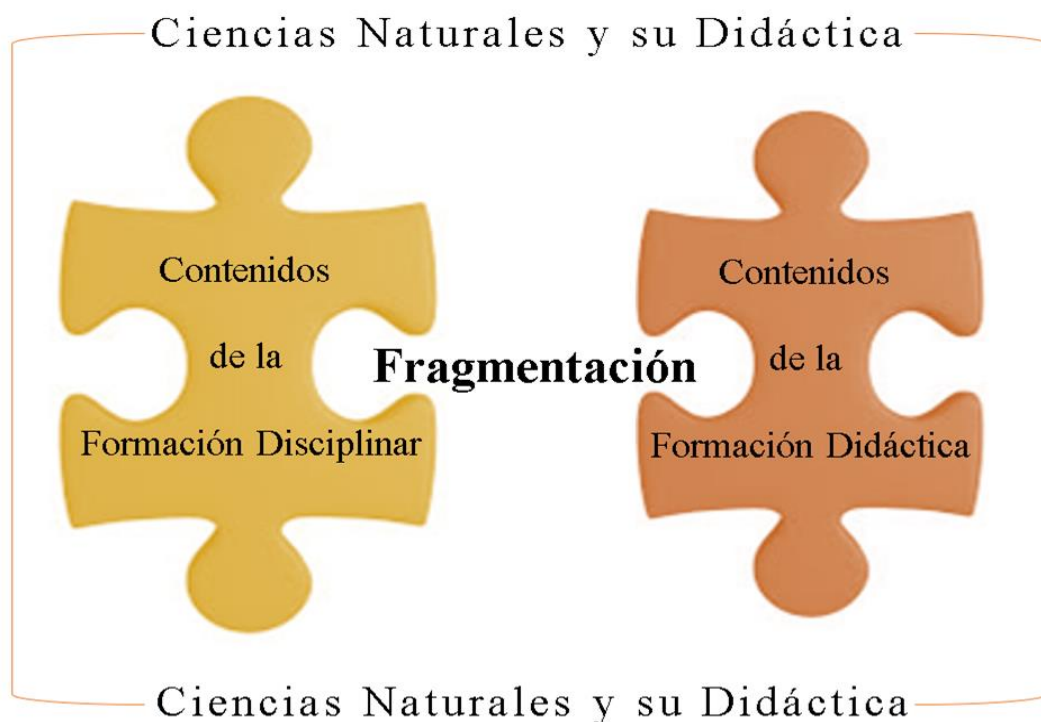 Ciencias Naturales y su Didáctica
Contenidos
de la
Formación Disciplinar
Fragmentación
Contenidos
de la
Formación Didáctica
Ciencias Naturales y su Didáctica